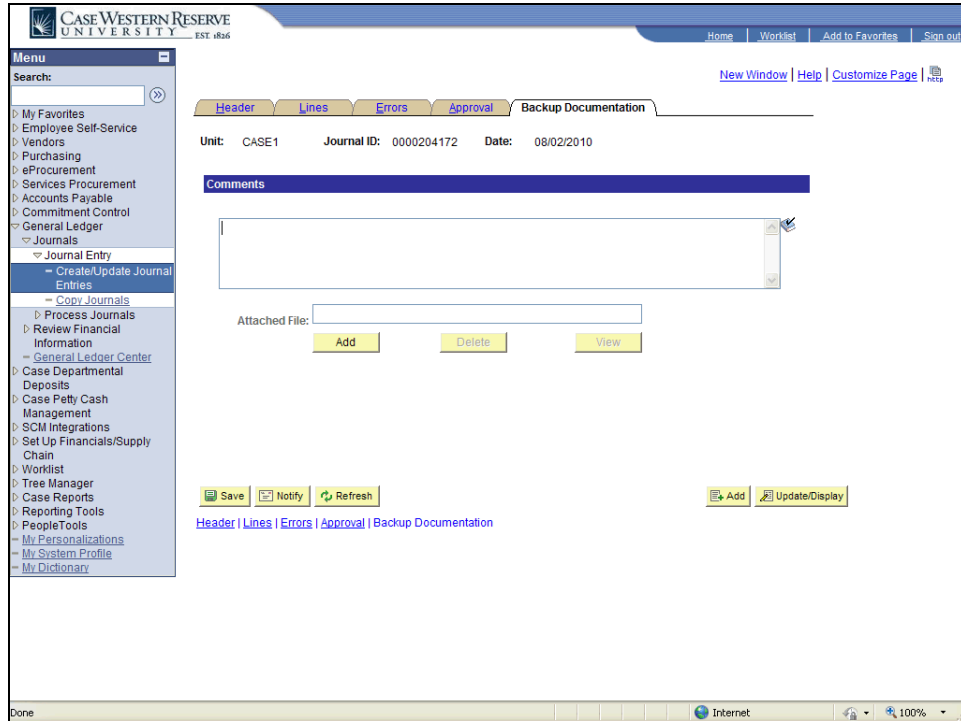 CASE WESTERN RESERVE
UNIVERSITY EST. 1826
Home Worklist Add to Favorites Sign out
Menu
Search:
New Window | Help | Customize Page | http
My Favorites
Employee Self-Service
Vendors
Purchasing
eProcurement
Services Procurement
Accounts Payable
Commitment Control
General Ledger
Journals
Journal Entry
Create/Update Journal
Entries
Copy Journals
Process Journals
Review Financial
Information
General Ledger Center
Case Departmental
Deposits
Case Petty Cash
Management
SCM Integrations
Set Up Financials/Supply
Chain
Worklist
Tree Manager
Case Reports
Reporting Tools
PeopleTools
My Personalizations
My System Profile
My Dictionary
Header Lines Errors Approval Backup Documentation
Unit: CASE1 Journal ID: 0000204172 Date: 08/02/2010
Comments
Attached File:
Add Delete View
Save Notify Refresh Add Update/Display
Header | Lines | Errors | Approval | Backup Documentation
Done Internet 100%